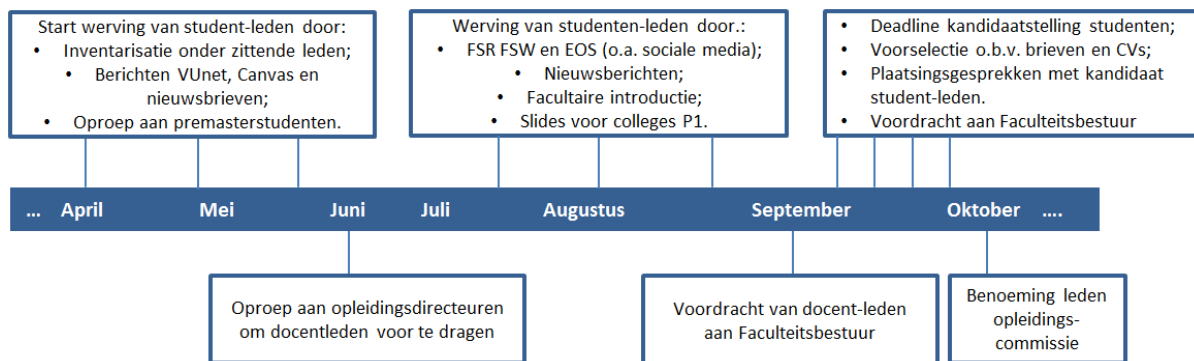 Start werving van student-leden door:
• Inventarisatie onder zittende leden;
• Berichten VUnet, Canvas en
nieuwsbrieven;
• Oproep aan premasterstudenten.
Werving van studenten-leden door.:
• FSR FSW en EOS (o.a. sociale media);
• Nieuwsberichten;
• Facultaire introductie;
• Slides voor colleges P1.
• Deadline kandidaatstelling studenten;
• Voorselectie o.b.v. brieven en CVs;
• Plaatsingsgesprekken met kandidaat
student-leden.
• Voordracht aan Faculteitsbestuur
... April Mei Juni Juli Augustus September Oktober ....
Oproep aan opleidingsdirecteuren
om docentleden voor te dragen
Voordracht van docent-leden
aan Faculteitsbestuur
Benoeming leden
opleidings-
commissie